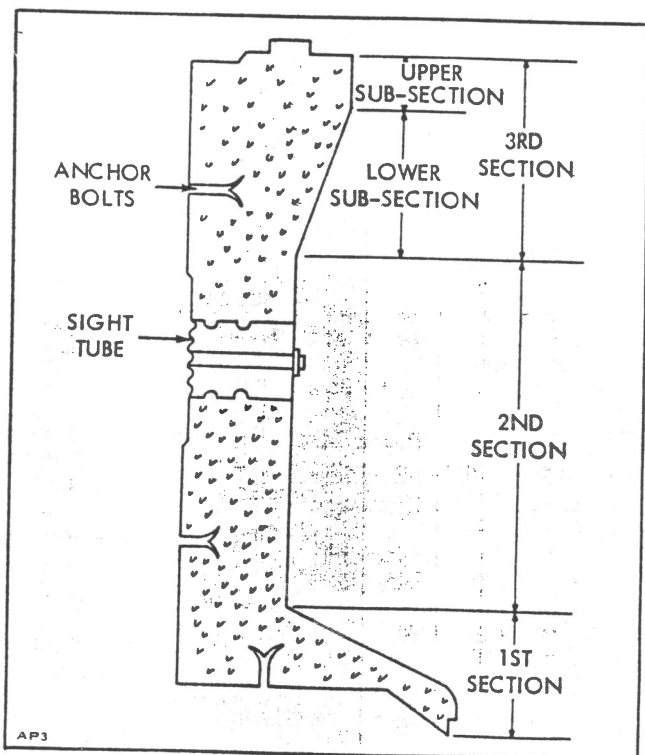 UPPER
SUB-SECTION
3RD
SECTION
LOWER
SUB-SECTION
ANCHOR
BOLTS
SIGHT
TUBE
2ND
SECTION
1ST
SECTION
AP3